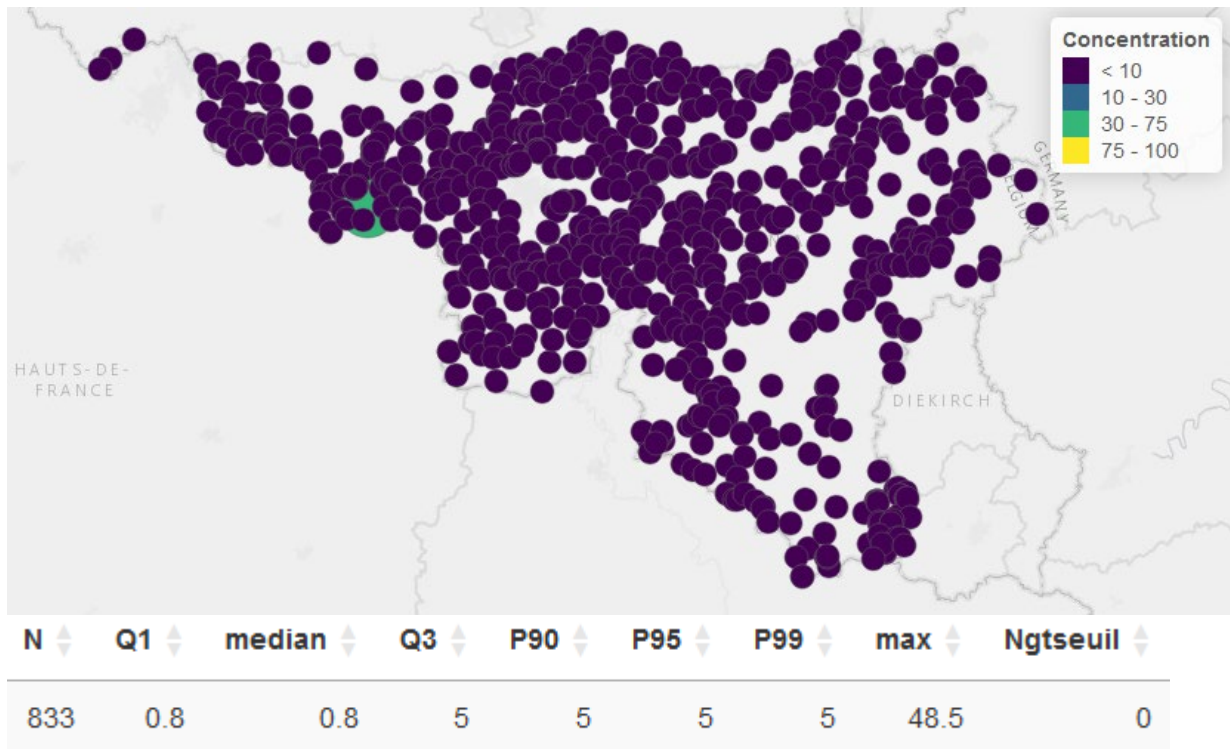 Concentration
< 10
10 - 30
30 - 75
75 - 100
GERMANY
BELGIUM
HAUTS-DE-
FRANCE
DIEKIRCH
N Q1 median Q3 P90 P95 P99 max Ngtseuil
833 0.8 0.8 5 5 5 5 48.5 0